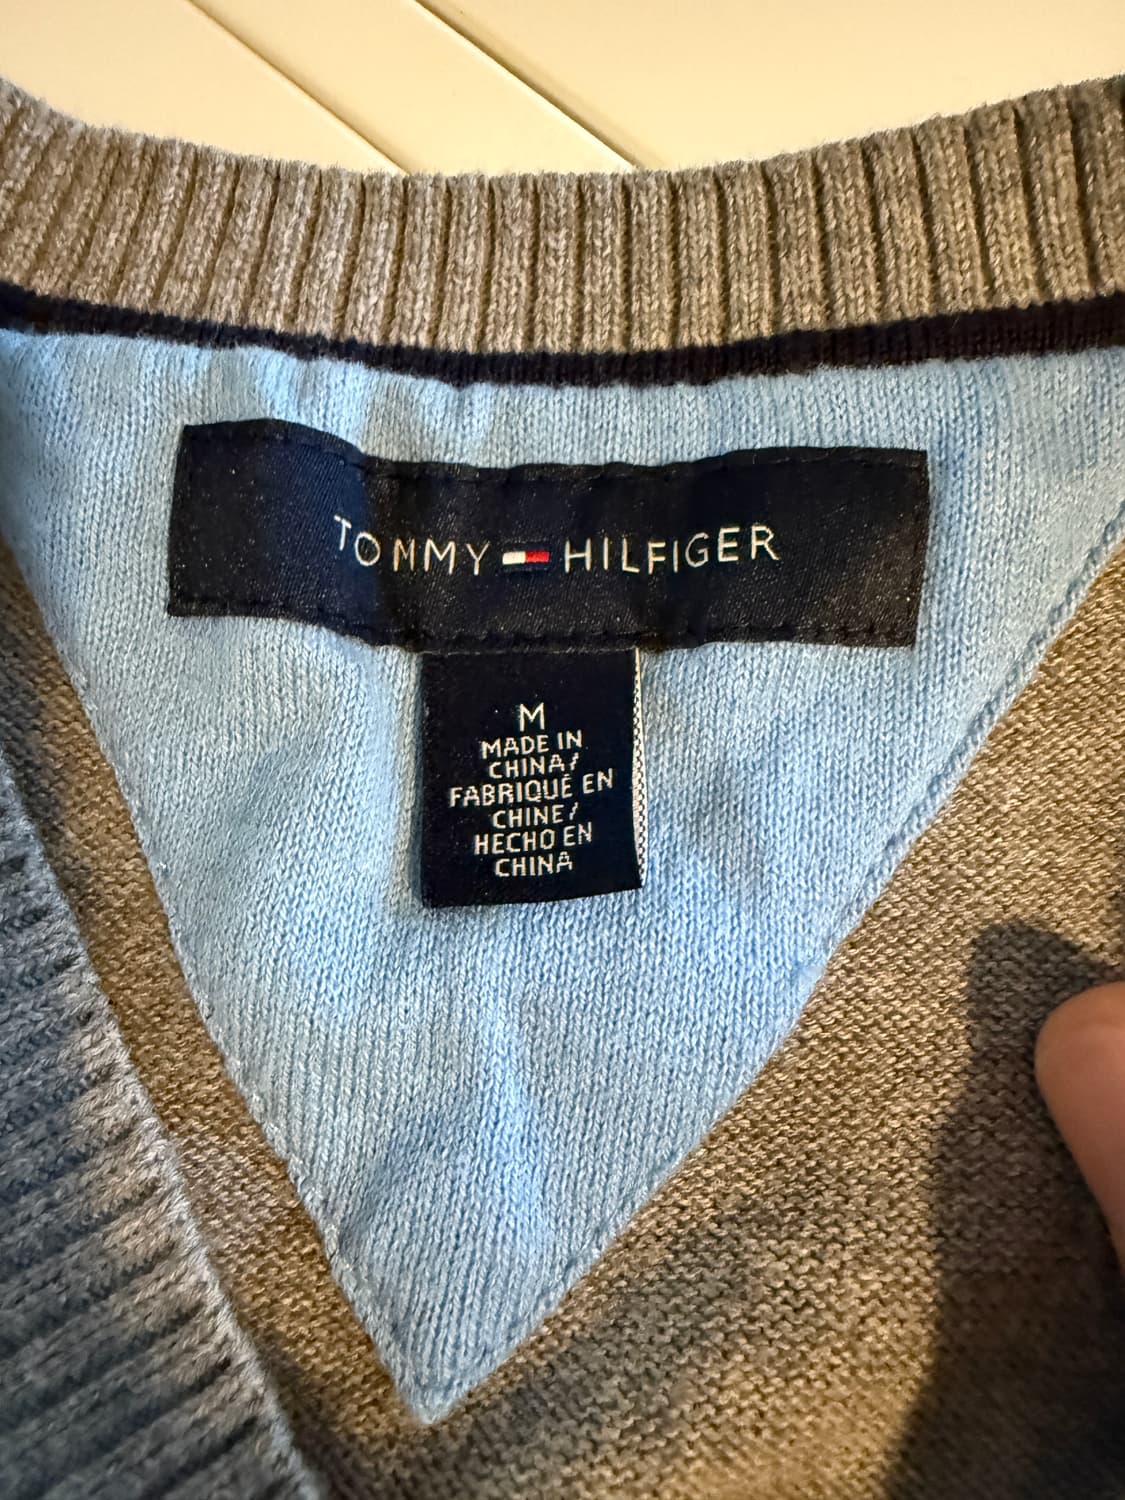 TOMMY HILFIGER
M
MADE IN
CHINA/
FABRIQUÉ EN
CHINE/
HECHO EN
CHINA